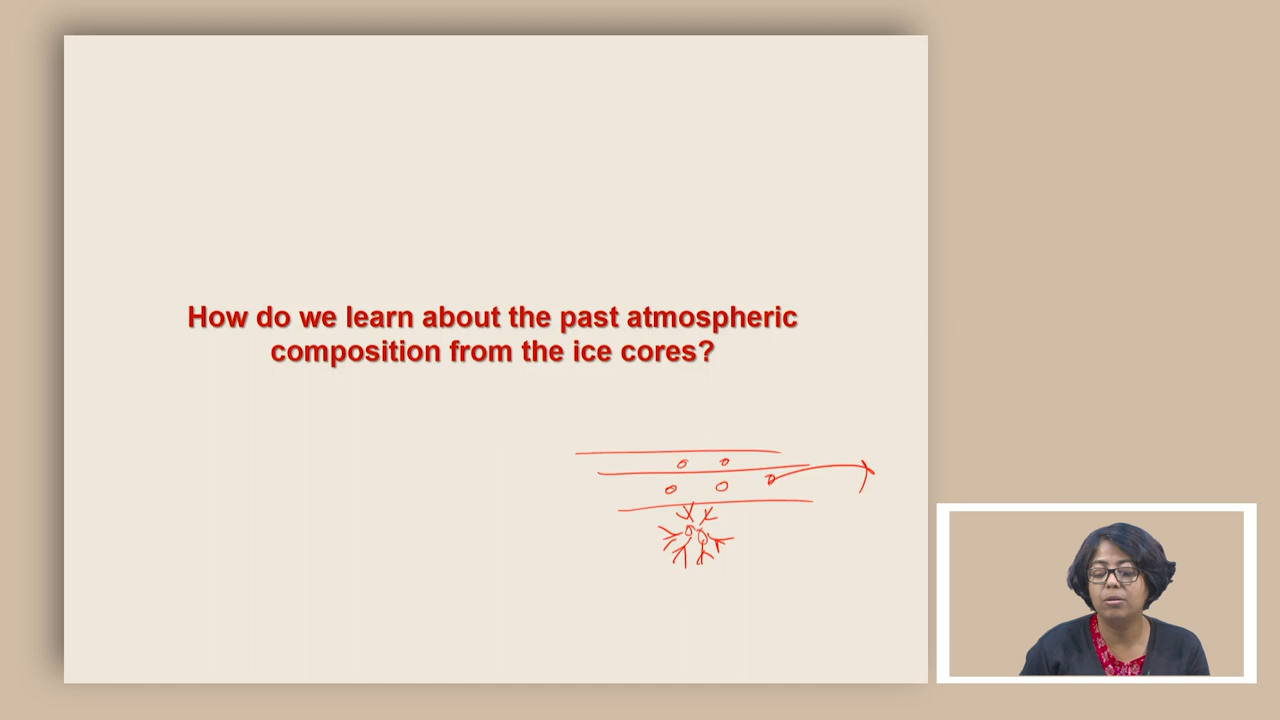 How do we learn about the past atmospheric
composition from the ice cores?